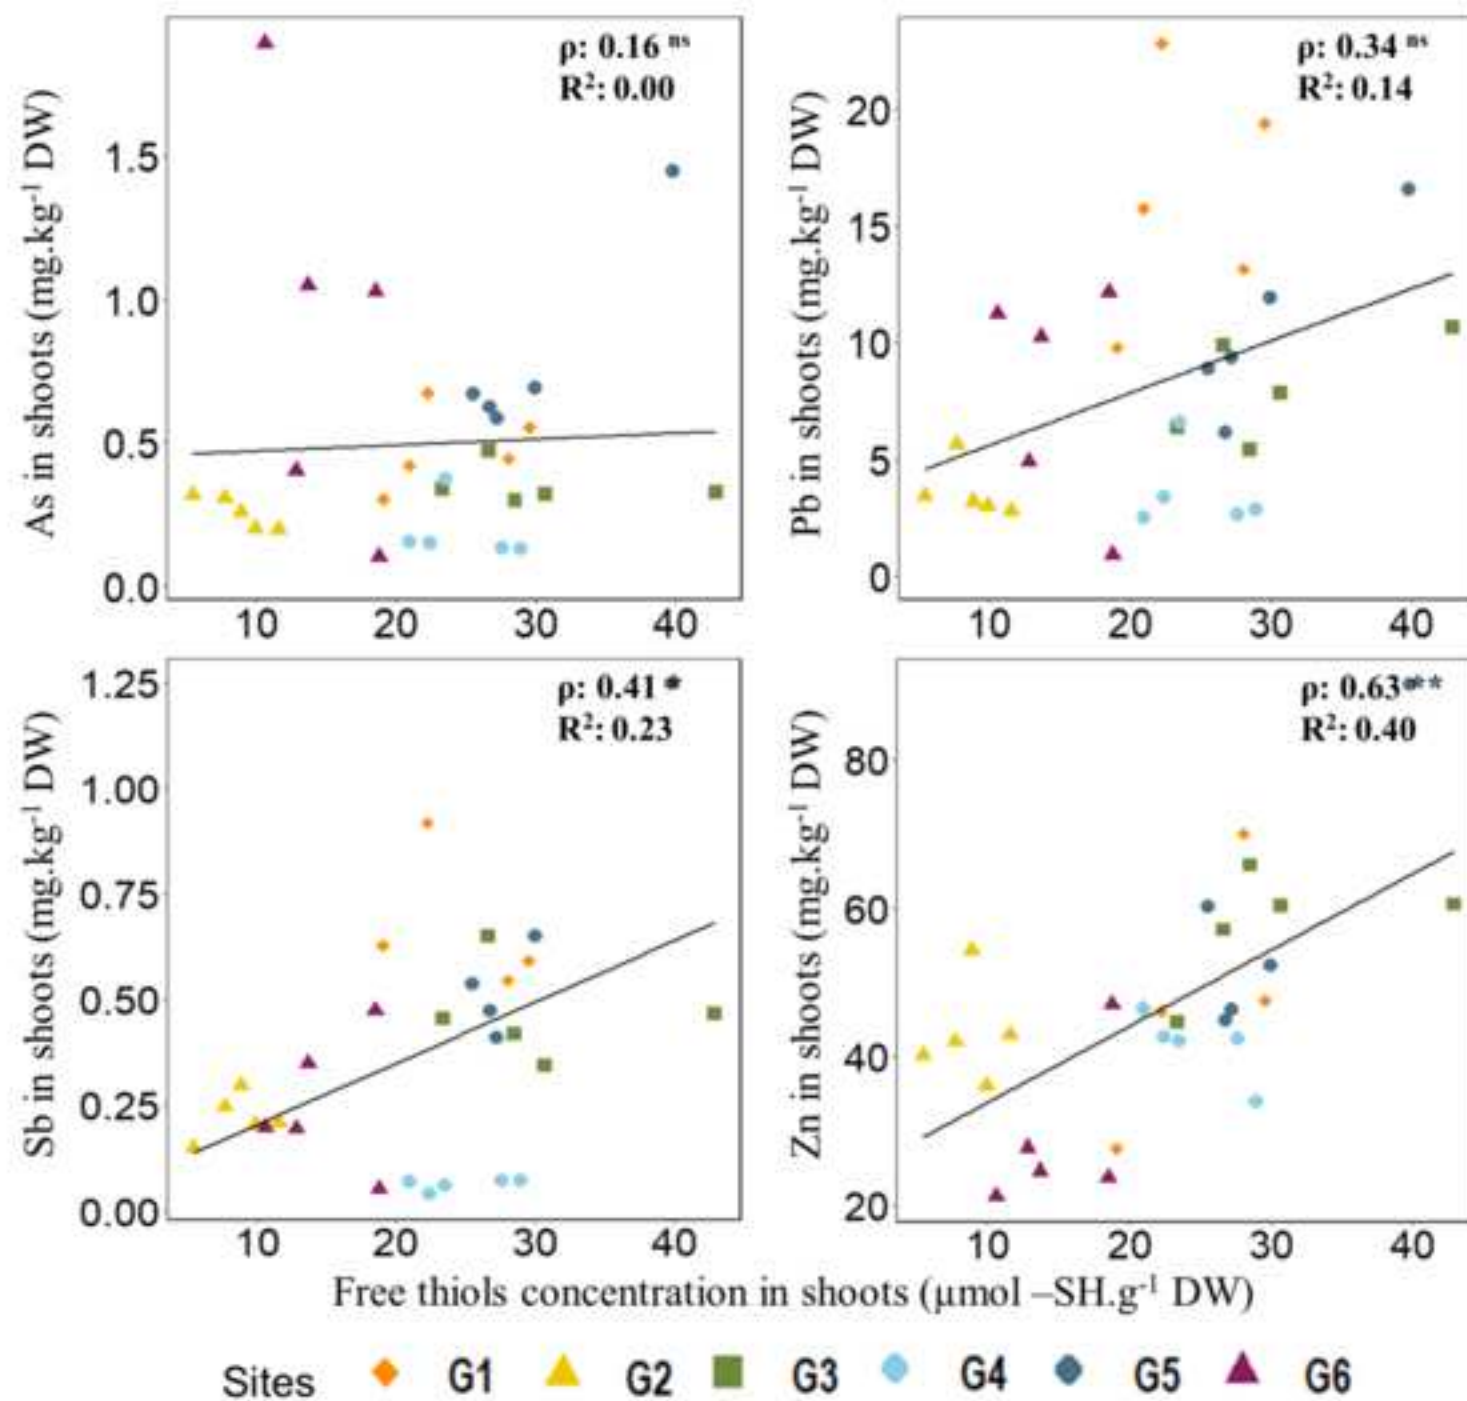 ρ: 0.16 ns
R²: 0.00
As in shoots (mg.kg⁻¹ DW)
1.5
1.0
0.5
0.0
10 20 30 40
ρ: 0.34 ns
R²: 0.14
Pb in shoots (mg.kg⁻¹ DW)
20
15
10
5
0
10 20 30 40
ρ: 0.41 *
R²: 0.23
Sb in shoots (mg.kg⁻¹ DW)
1.25
1.00
0.75
0.50
0.25
0.00
10 20 30 40
ρ: 0.63***
R²: 0.40
Zn in shoots (mg.kg⁻¹ DW)
80
60
40
20
10 20 30 40
Free thiols concentration in shoots (µmol –SH.g⁻¹ DW)
Sites G1 G2 G3 G4 G5 G6